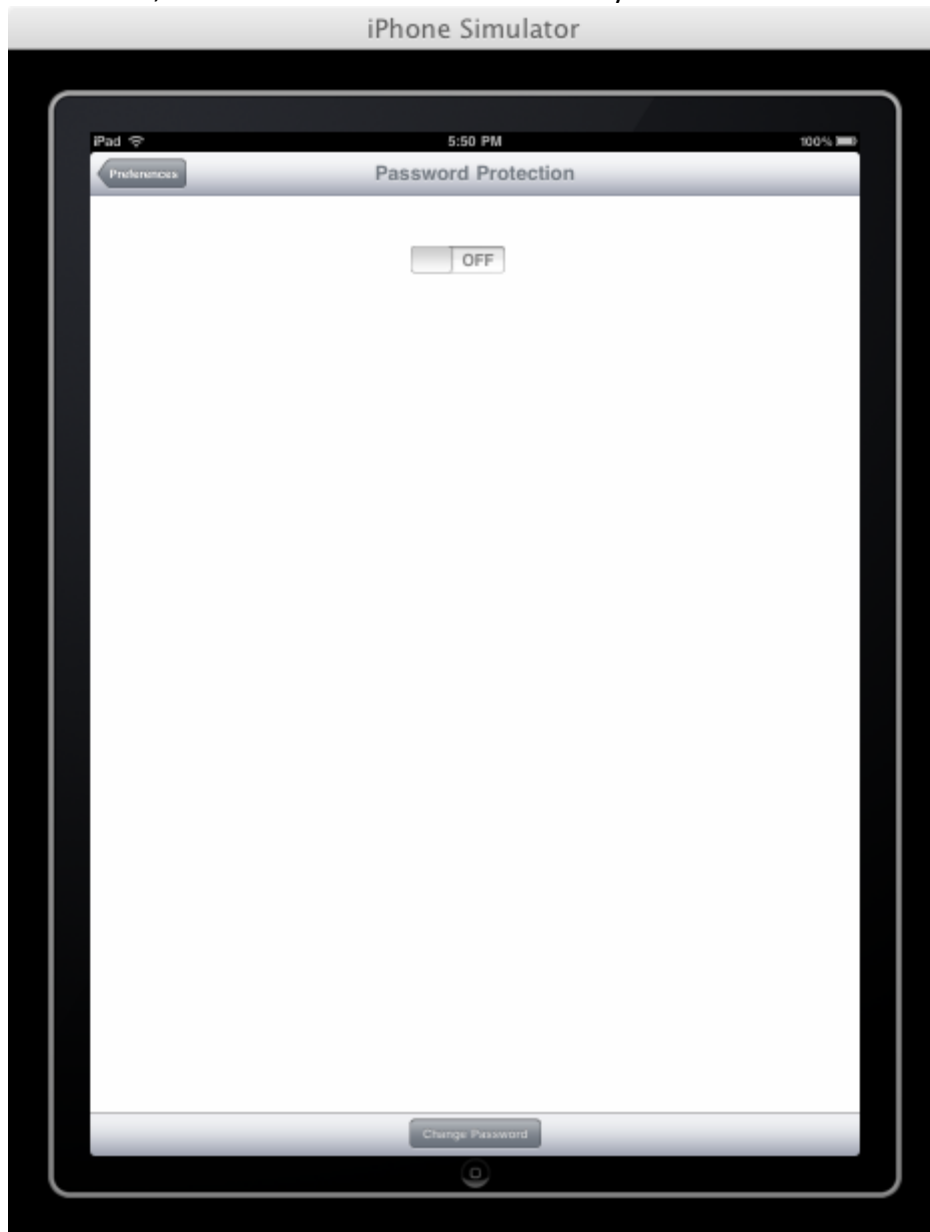 iPhone Simulator
iPad 5:50 PM 100%
Preferences Password Protection
OFF
Change Password